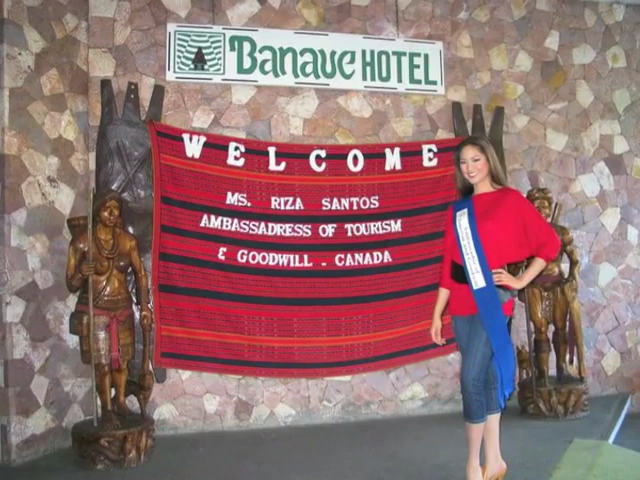 Banaue HOTEL
WELCOME
MS. RIZA SANTOS
AMBASSADRESS OF TOURISM
& GOODWILL - CANADA